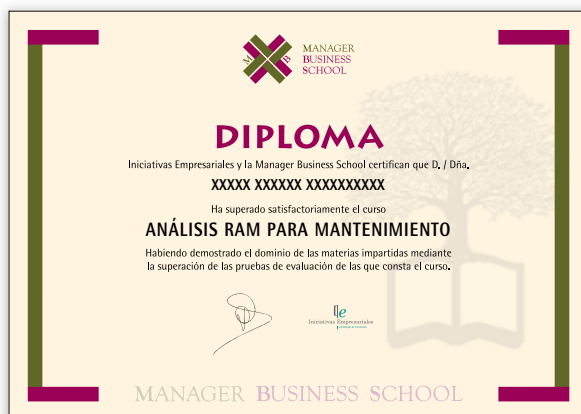 M B
MANAGER
BUSINESS
SCHOOL
DIPLOMA
Iniciativas Empresariales y la Manager Business School certifican que D. / Dña.
XXXXX XXXXXX XXXXXXXXXX
Ha superado satisfactoriamente el curso
ANÁLISIS RAM PARA MANTENIMIENTO
Habiendo demostrado el dominio de las materias impartidas mediante
la superación de las pruebas de evaluación de las que consta el curso.
Iniciativas Empresariales
MANAGER BUSINESS SCHOOL